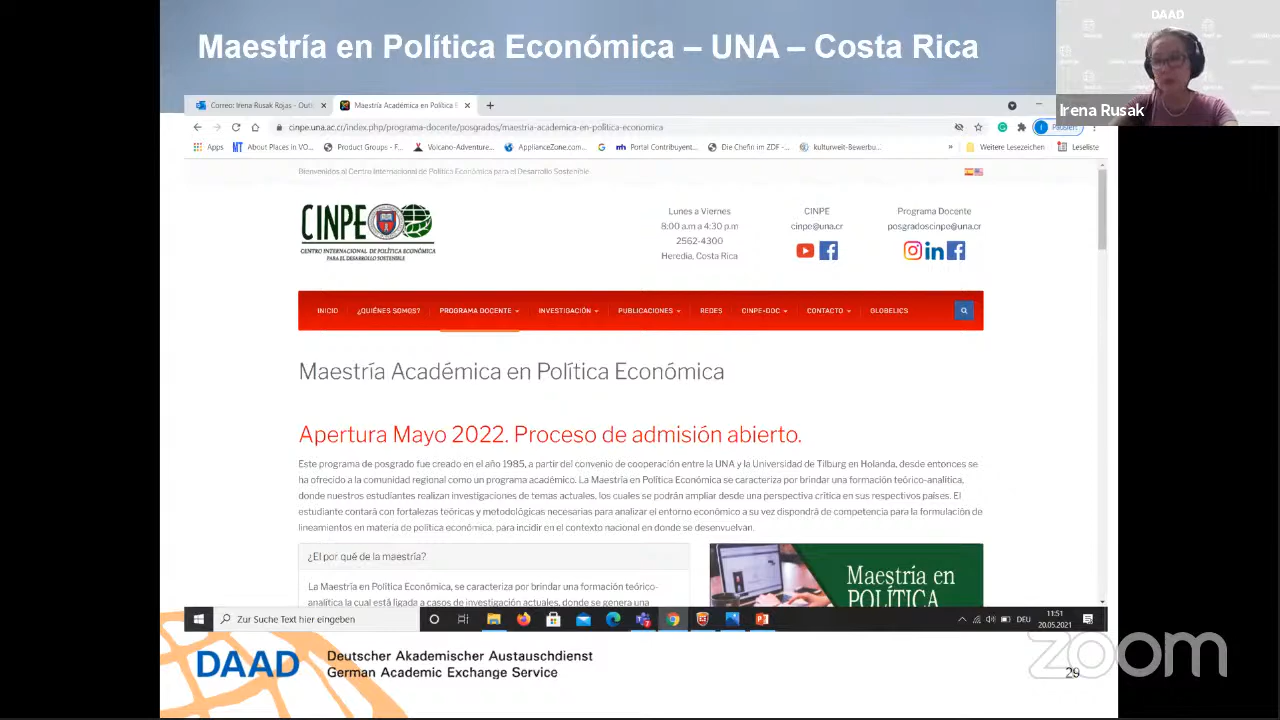 Maestría en Política Económica – UNA – Costa Rica
DAAD
Irena Rusak
Correo: Irena Rusak Rojas - Outl
Maestría Académica en Política E
cinpe.una.ac.cr/index.php/programa-docente/posgrados/maestria-academica-en-politica-economica
Pausiert
Apps
About Places in VO...
Product Groups - F...
Volcano-Adventure...
ApplianceZone.com...
Portal Contribuyent...
Die Chefin im ZDF -...
kulturweit-Bewerbu...
»
Weitere Lesezeichen
Leseliste
Bienvenidos al Centro Internacional de Política Económica para el Desarrollo Sostenible.
CINPE
CENTRO INTERNACIONAL DE POLÍTICA ECONÓMICA
PARA EL DESARROLLO SOSTENIBLE
Lunes a Viernes
8:00 a.m a 4:30 p.m
2562-4300
Heredia, Costa Rica
CINPE
cinpe@una.cr
Programa Docente
posgradoscinpe@una.cr
INICIO
¿QUIÉNES SOMOS?
PROGRAMA DOCENTE
INVESTIGACIÓN
PUBLICACIONES
REDES
CINPE+DOC
CONTACTO
GLOBELICS
Maestría Académica en Política Económica
Apertura Mayo 2022. Proceso de admisión abierto.
Este programa de posgrado fue creado en el año 1985, a partir del convenio de cooperación entre la UNA y la Universidad de Tilburg en Holanda, desde entonces se
ha ofrecido a la comunidad regional como un programa académico. La Maestría en Política Económica se caracteriza por brindar una formación teórico-analítica,
donde nuestros estudiantes realizan investigaciones de temas actuales, los cuales se podrán ampliar desde una perspectiva crítica en sus respectivos países. El
estudiante contará con fortalezas teóricas y metodológicas necesarias para analizar el entorno económico a su vez dispondrá de competencia para la formulación de
lineamientos en materia de política económica, para incidir en el contexto nacional en donde se desenvuelvan.
¿El por qué de la maestría?
La Maestría en Política Económica, se caracteriza por brindar una formación teórico-
analítica la cual está ligada a casos de investigación actuales, donde se genera una
Maestría en
POLÍTICA
Zur Suche Text hier eingeben
DEU
11:51
20.05.2021
DAAD
Deutscher Akademischer Austauschdienst
German Academic Exchange Service
zoom
29